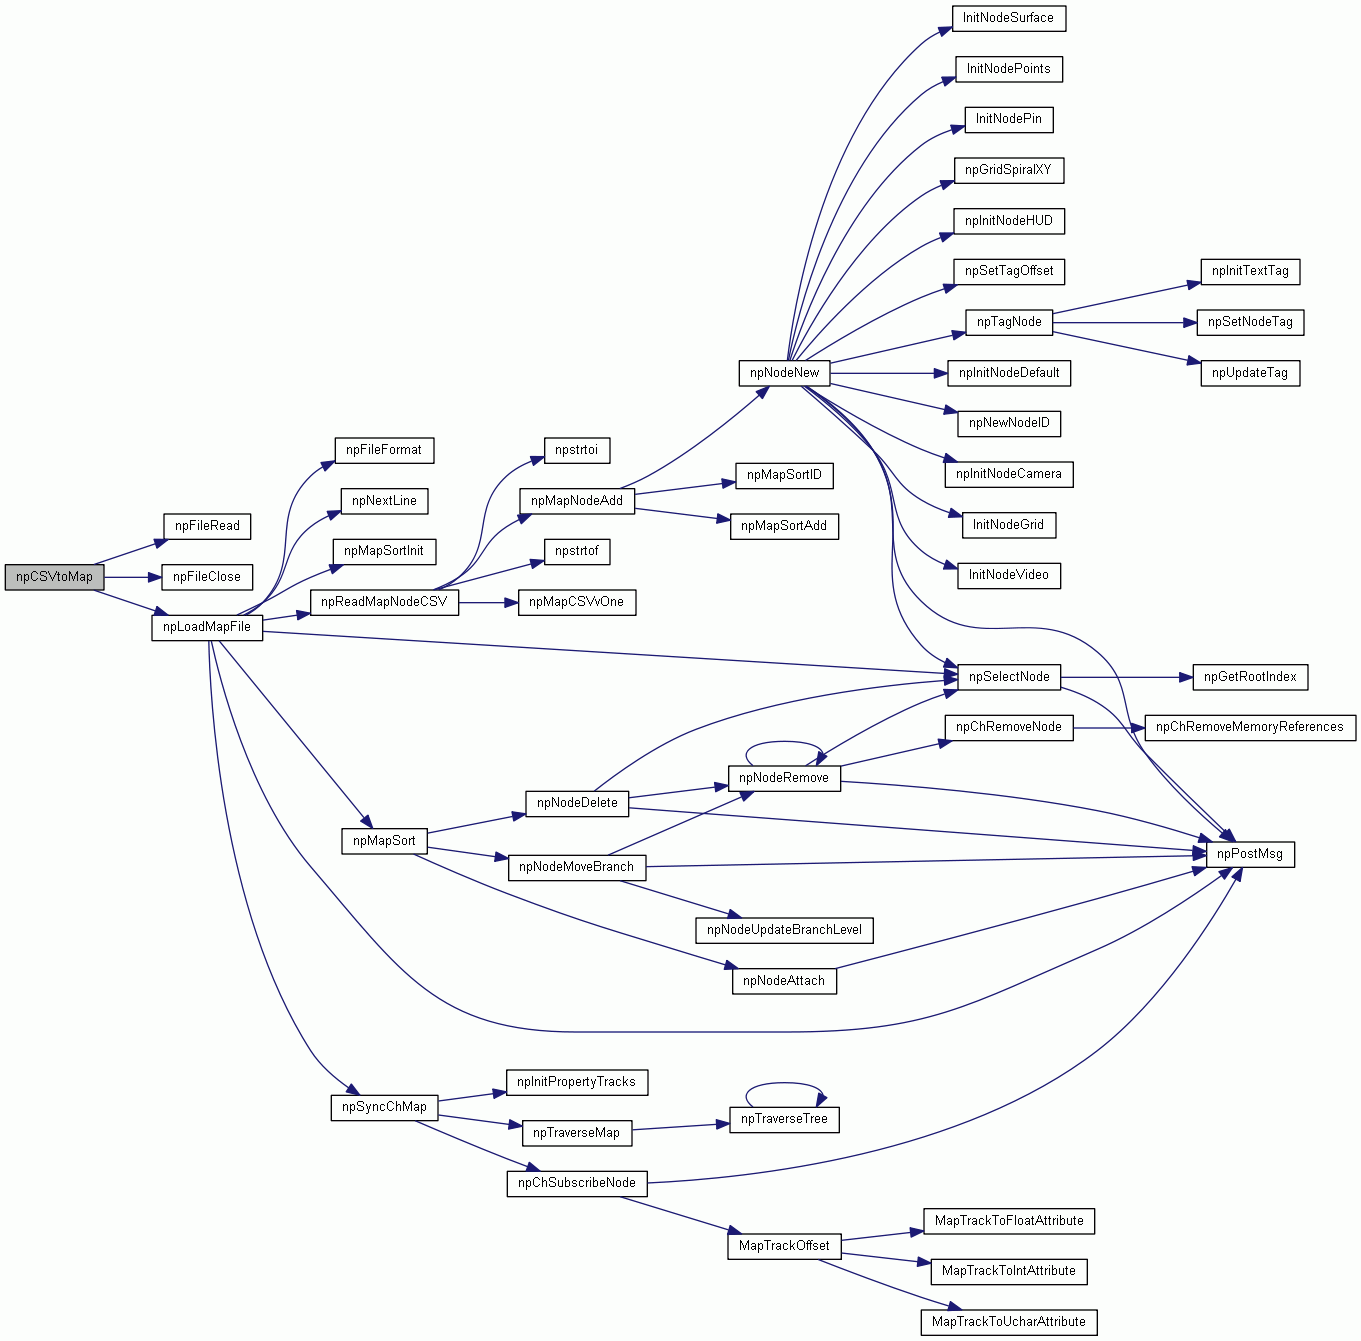 InitNodeSurface
InitNodePoints
InitNodePin
npGridSpiralXY
npInitNodeHUD
npSetTagOffset
npInitTextTag
npTagNode
npSetNodeTag
npNodeNew
npInitNodeDefault
npUpdateTag
npNewNodeID
npFileFormat
npstrtoi
npMapSortID
npInitNodeCamera
npNextLine
npMapNodeAdd
npFileRead
npMapSortAdd
InitNodeGrid
npMapSortInit
npstrtof
npCSVtoMap
npFileClose
InitNodeVideo
npReadMapNodeCSV
npMapCSVvOne
npLoadMapFile
npSelectNode
npGetRootIndex
npChRemoveNode
npChRemoveMemoryReferences
npNodeRemove
npNodeDelete
npMapSort
npPostMsg
npNodeMoveBranch
npNodeUpdateBranchLevel
npNodeAttach
npInitPropertyTracks
npSyncChMap
npTraverseTree
npTraverseMap
npChSubscribeNode
MapTrackToFloatAttribute
MapTrackOffset
MapTrackToIntAttribute
MapTrackToUcharAttribute